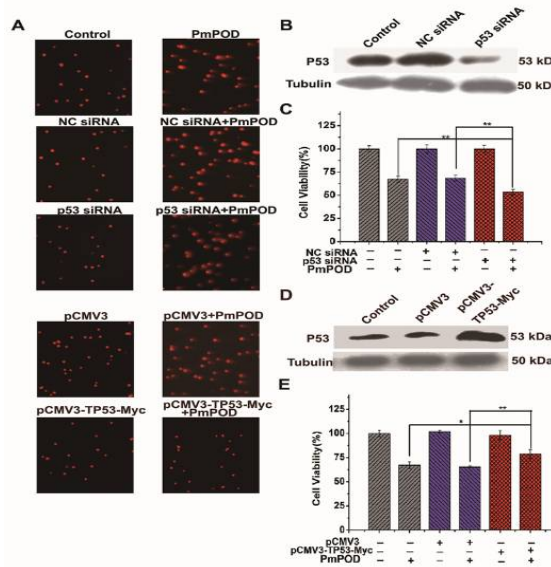 A
Control PmPOD
NC siRNA NC siRNA+PmPOD
p53 siRNA p53 siRNA+PmPOD
pCMV3 pCMV3+PmPOD
pCMV3-TP53-Myc pCMV3-TP53-Myc
+PmPOD
B
Control NC siRNA p53 siRNA
P53 53 kD
Tubulin 50 kD
C
Cell Viability(%)
125
100
75
50
25
0
** **
NC siRNA − − + + − −
p53 siRNA − − − − + +
PmPOD − + − + − +
D
Control pCMV3 pCMV3-
TP53-Myc
P53 53 kDa
Tubulin 50 kDa
E
Cell Viability(%)
125
100
75
50
25
0
* **
pCMV3 − − + + − −
pCMV3-TP53-Myc − − − − + +
PmPOD − + − + − +